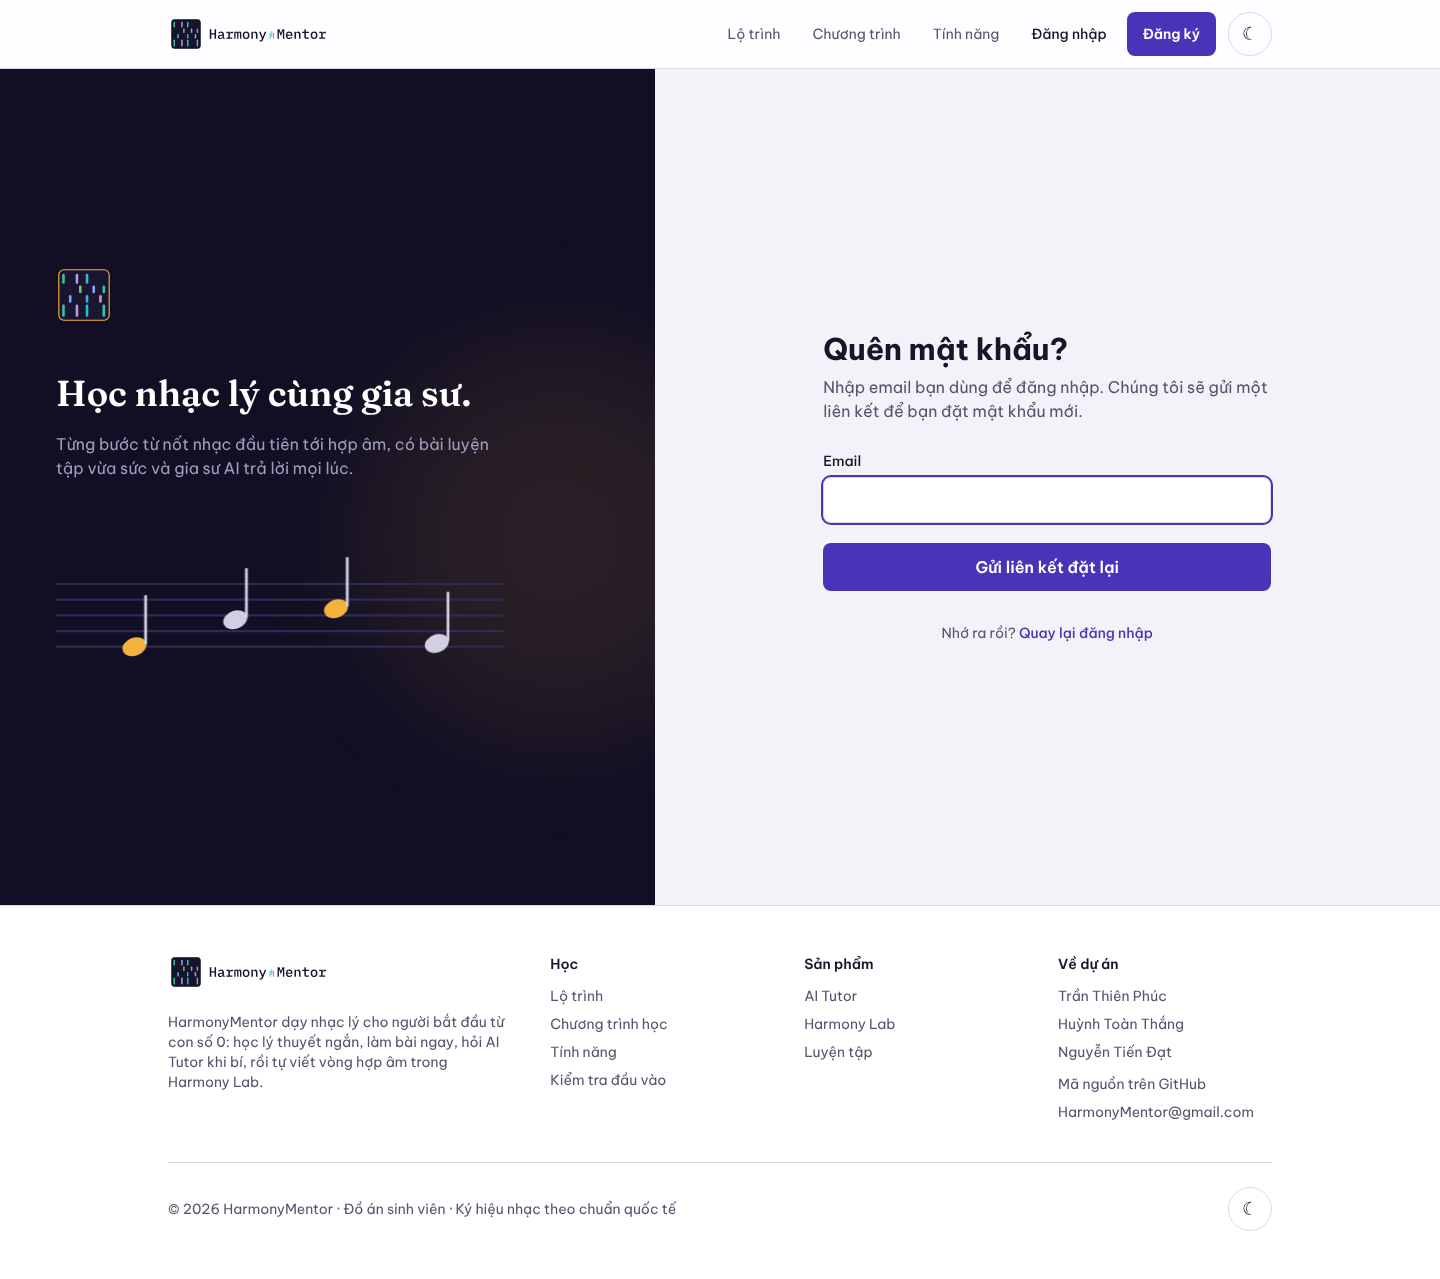 HarmonyMentor
Lộ trình
Chương trình
Tính năng
Đăng nhập
Đăng ký
Học nhạc lý cùng gia sư.
Từng bước từ nốt nhạc đầu tiên tới hợp âm, có bài luyện
tập vừa sức và gia sư AI trả lời mọi lúc.
Quên mật khẩu?
Nhập email bạn dùng để đăng nhập. Chúng tôi sẽ gửi một
liên kết để bạn đặt mật khẩu mới.
Email
Gửi liên kết đặt lại
Nhớ ra rồi? Quay lại đăng nhập
HarmonyMentor
HarmonyMentor dạy nhạc lý cho người bắt đầu từ
con số 0: học lý thuyết ngắn, làm bài ngay, hỏi AI
Tutor khi bí, rồi tự viết vòng hợp âm trong
Harmony Lab.
Học
Lộ trình
Chương trình học
Tính năng
Kiểm tra đầu vào
Sản phẩm
AI Tutor
Harmony Lab
Luyện tập
Về dự án
Trần Thiên Phúc
Huỳnh Toàn Thắng
Nguyễn Tiến Đạt
Mã nguồn trên GitHub
HarmonyMentor@gmail.com
© 2026 HarmonyMentor · Đồ án sinh viên · Ký hiệu nhạc theo chuẩn quốc tế